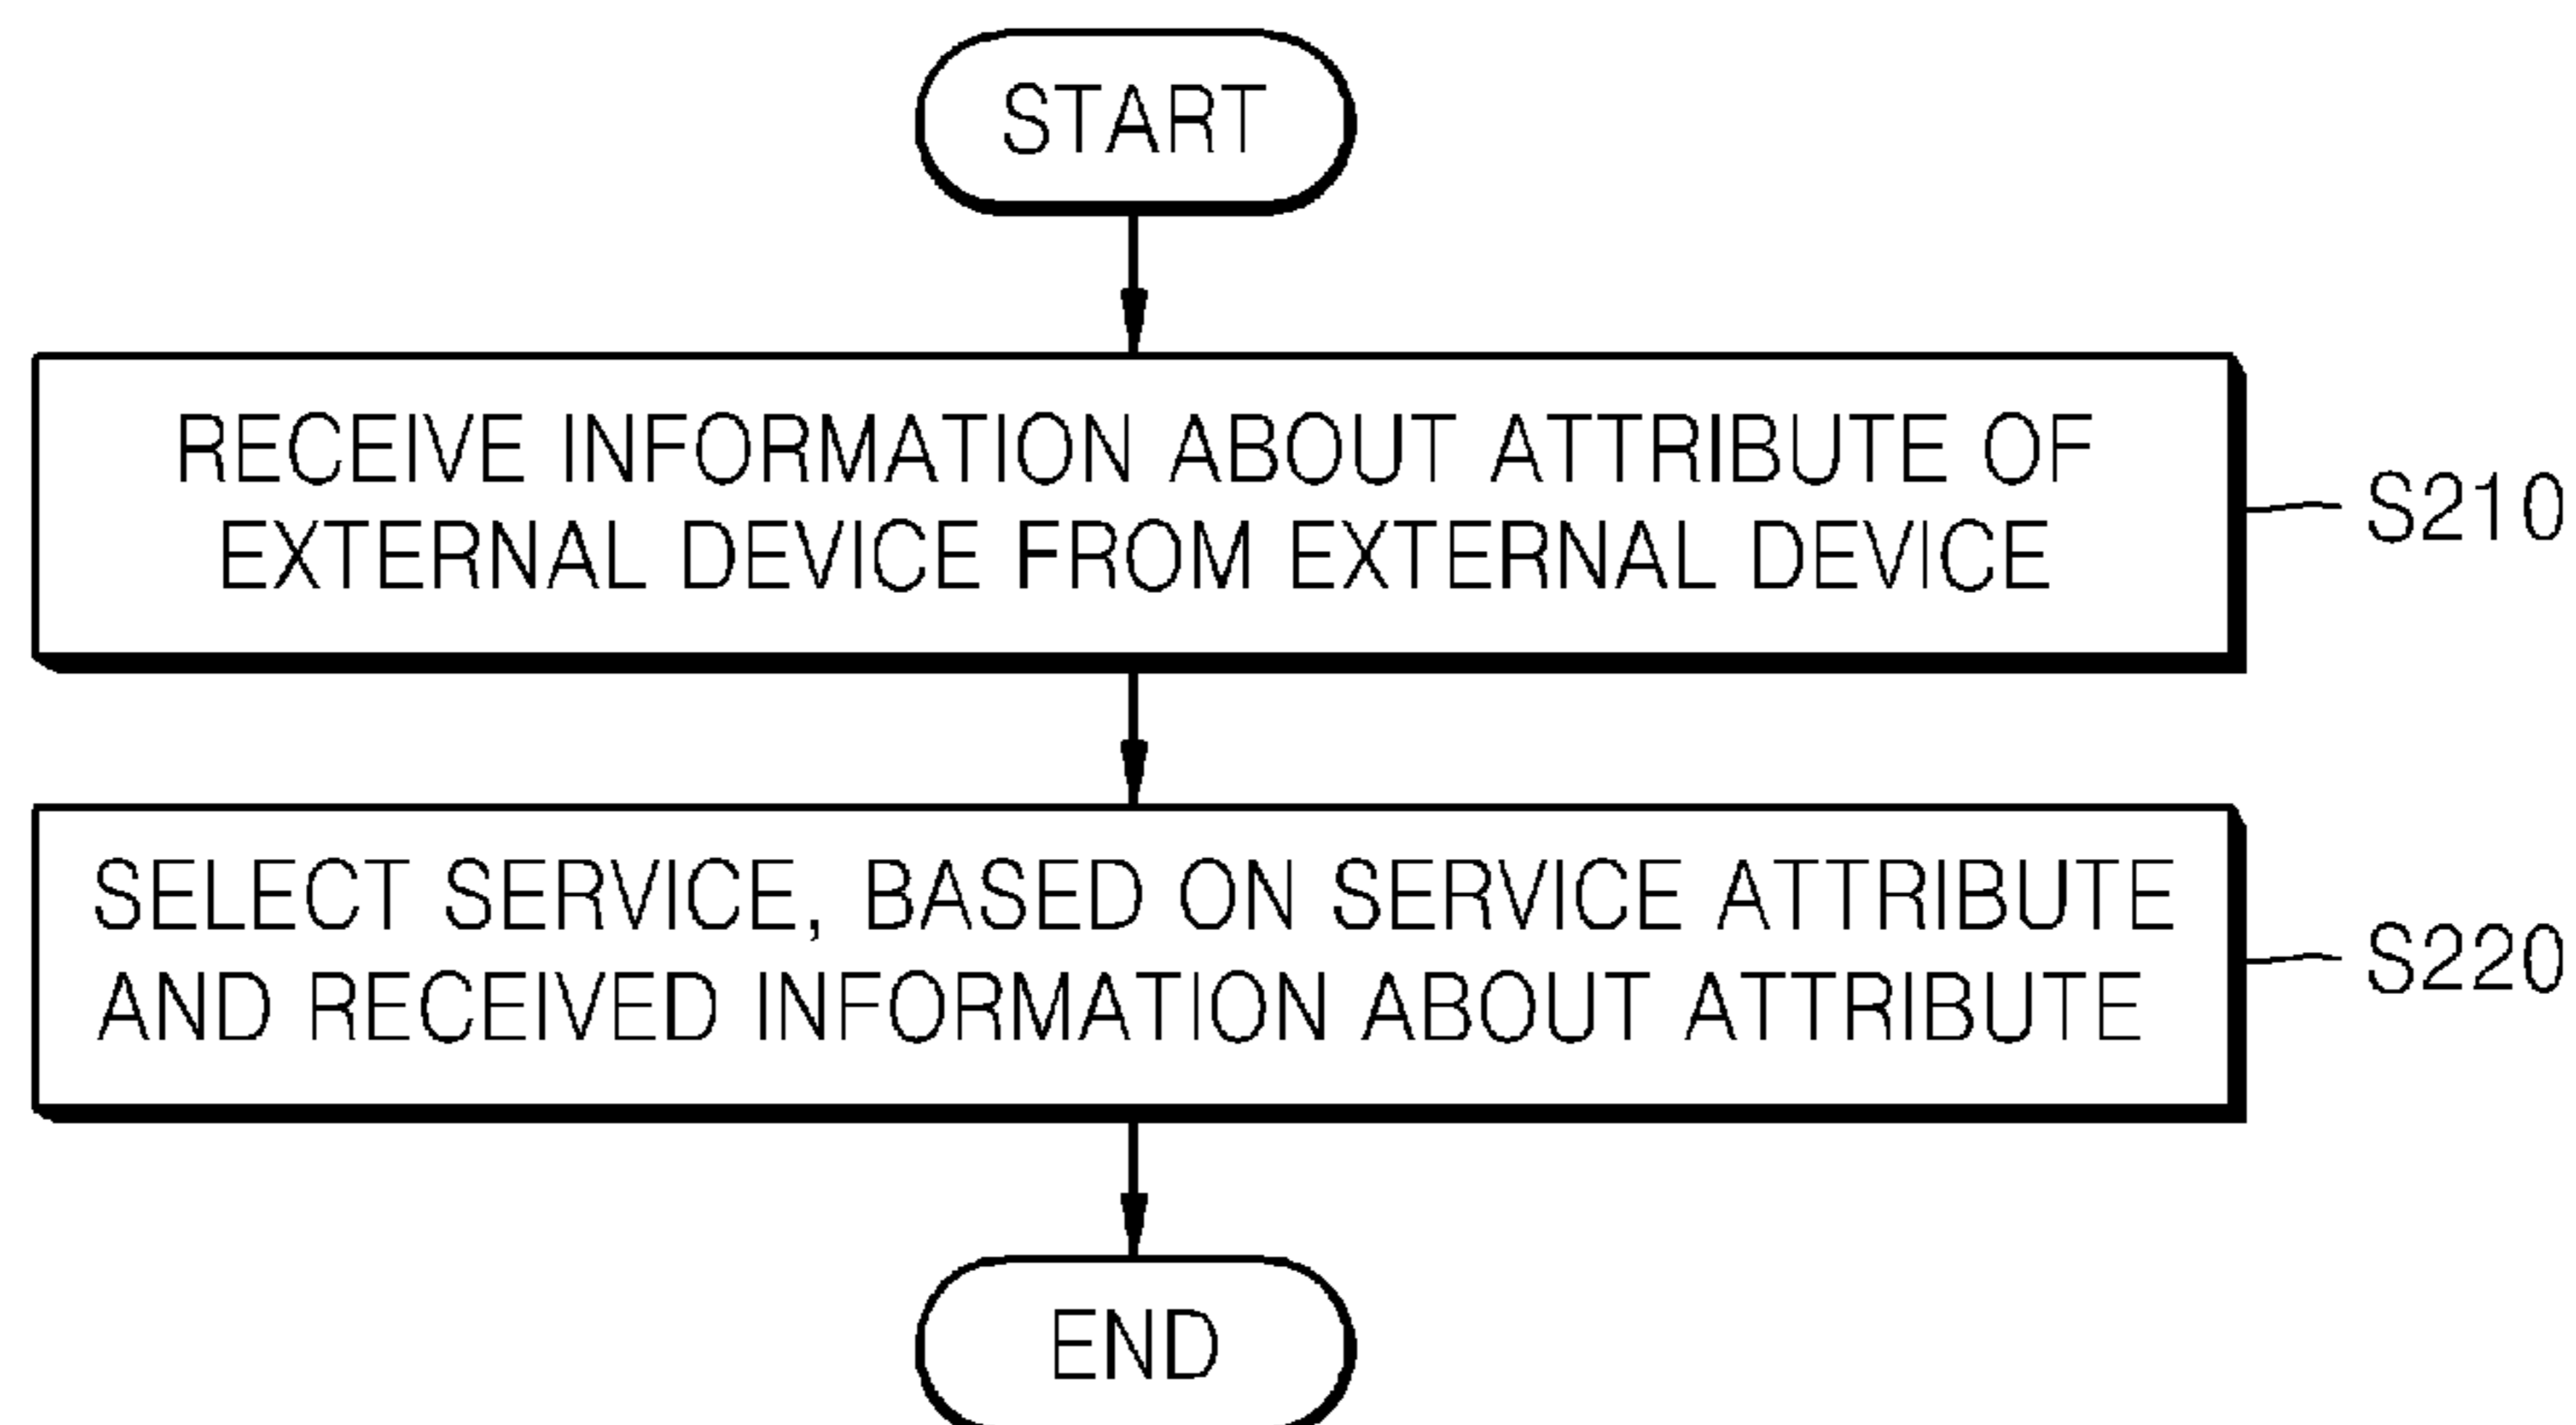 START
RECEIVE INFORMATION ABOUT ATTRIBUTE OF
EXTERNAL DEVICE FROM EXTERNAL DEVICE
S210
SELECT SERVICE, BASED ON SERVICE ATTRIBUTE
AND RECEIVED INFORMATION ABOUT ATTRIBUTE
S220
END